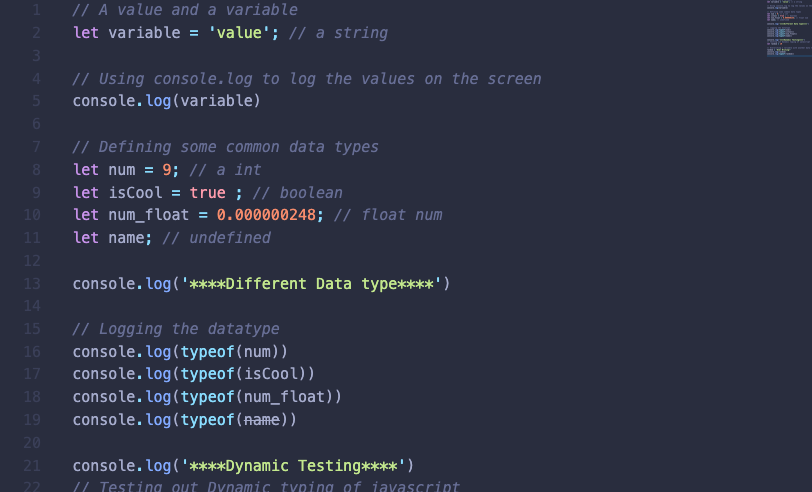 1 // A value and a variable
2 let variable = 'value'; // a string
3
4 // Using console.log to log the values on the screen
5 console.log(variable)
6
7 // Defining some common data types
8 let num = 9; // a int
9 let isCool = true ; // boolean
10 let num_float = 0.000000248; // float num
11 let name; // undefined
12
13 console.log('****Different Data type****')
14
15 // Logging the datatype
16 console.log(typeof(num))
17 console.log(typeof(isCool))
18 console.log(typeof(num_float))
19 console.log(typeof(name))
20
21 console.log('****Dynamic Testing****')
22 // Testing out Dynamic typing of javascript